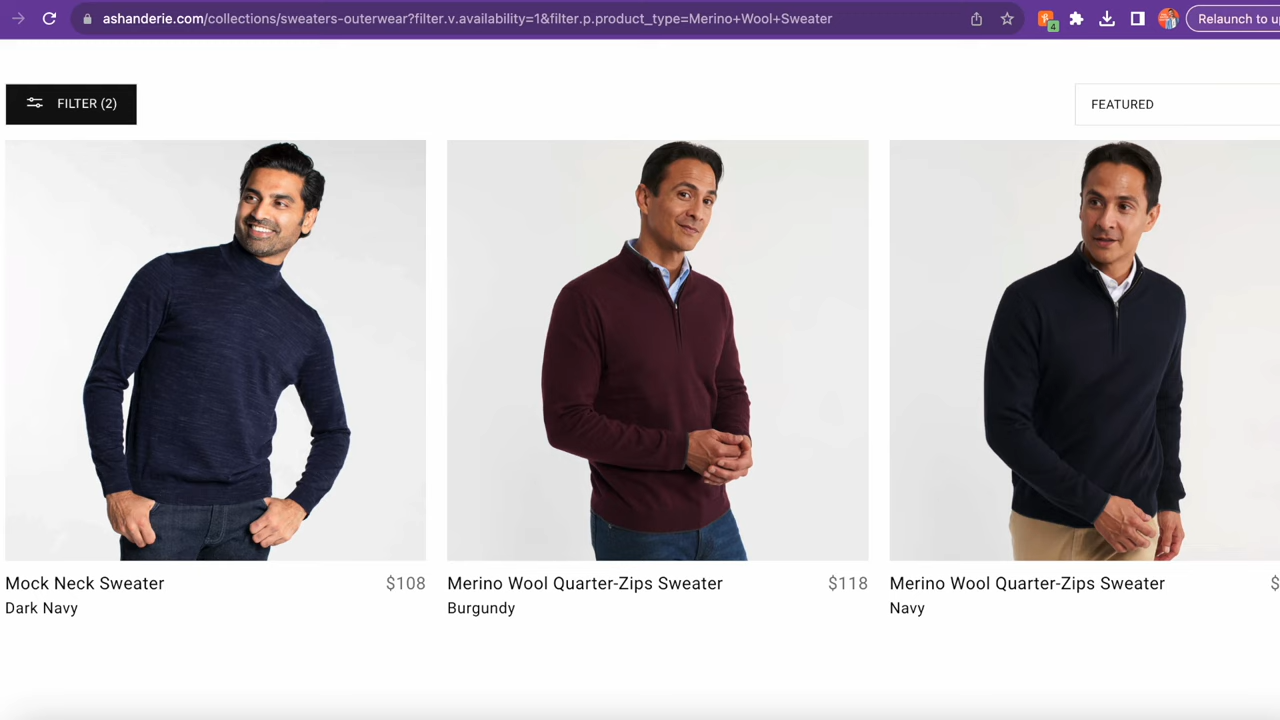 ashanderie.com/collections/sweaters-outerwear?filter.v.availability=1&filter.p.product_type=Merino+Wool+Sweater
4
Relaunch to u
FILTER (2)
FEATURED
Mock Neck Sweater $108
Dark Navy
Merino Wool Quarter-Zips Sweater $118
Burgundy
Merino Wool Quarter-Zips Sweater $
Navy